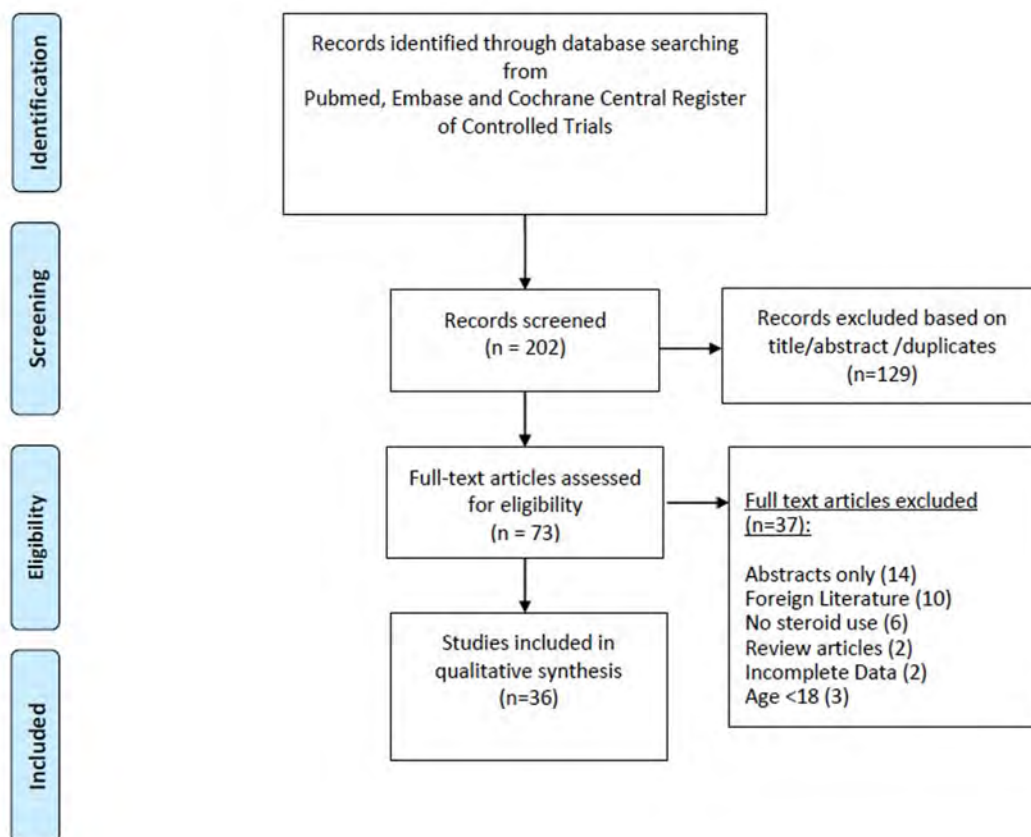 Identification
Records identified through database searching
from
Pubmed, Embase and Cochrane Central Register
of Controlled Trials
Screening
Records screened
(n = 202)
Records excluded based on
title/abstract /duplicates
(n=129)
Eligibility
Full-text articles assessed
for eligibility
(n = 73)
Full text articles excluded
(n=37):
Abstracts only (14)
Foreign Literature (10)
No steroid use (6)
Review articles (2)
Incomplete Data (2)
Age <18 (3)
Included
Studies included in
qualitative synthesis
(n=36)